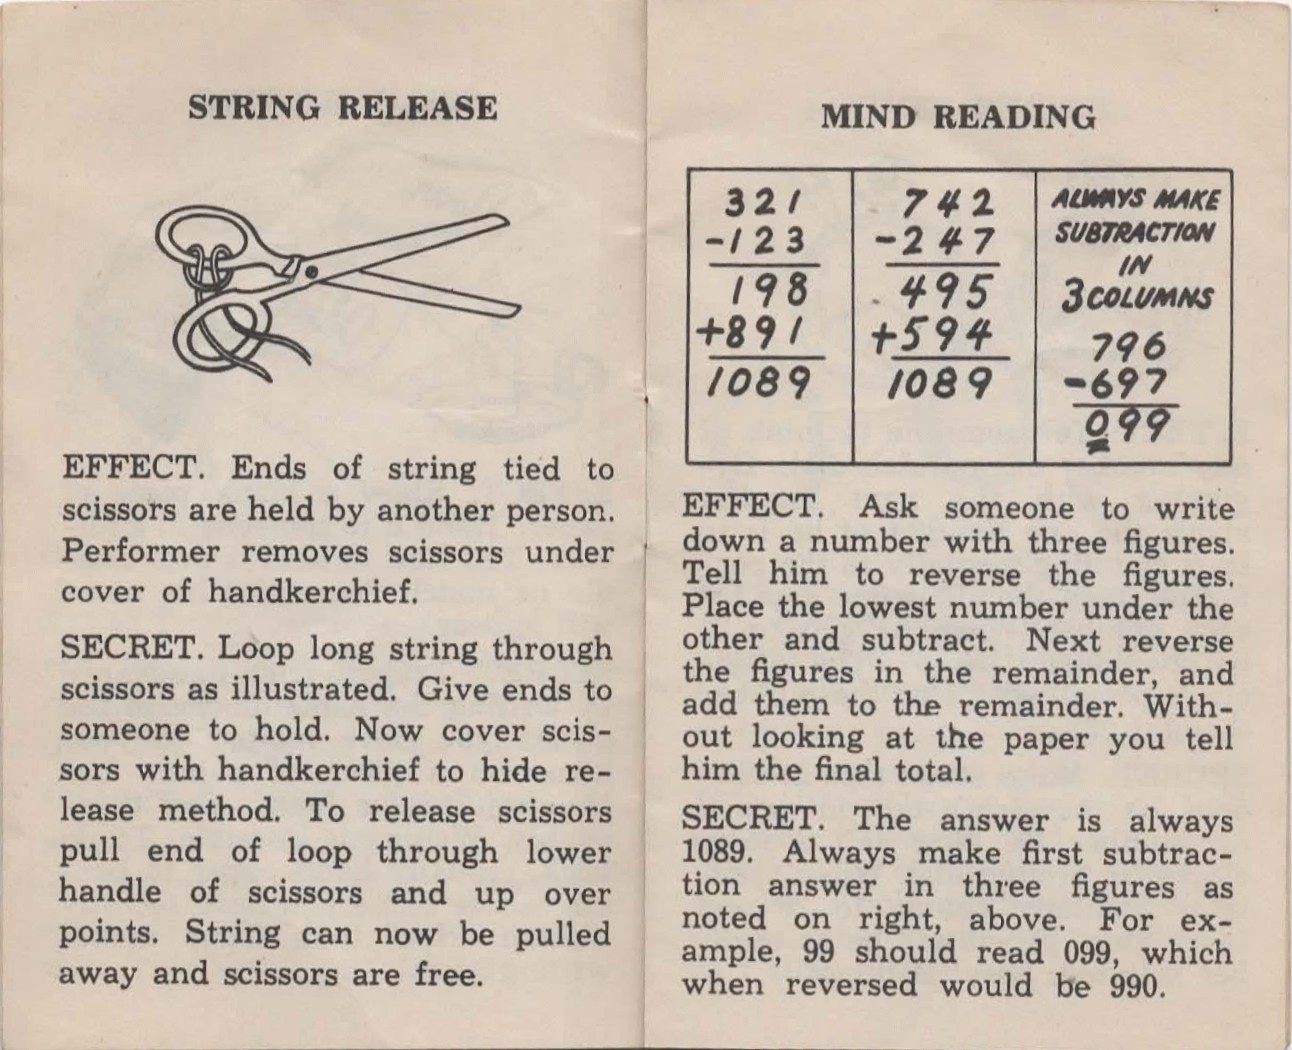 STRING RELEASE
EFFECT. Ends of string tied to
scissors are held by another person.
Performer removes scissors under
cover of handkerchief.
SECRET. Loop long string through
scissors as illustrated. Give ends to
someone to hold. Now cover scis-
sors with handkerchief to hide re-
lease method. To release scissors
pull end of loop through lower
handle of scissors and up over
points. String can now be pulled
away and scissors are free.
MIND READING
321
-123
198
+891
1089
742
-247
495
+594
1089
ALWAYS MAKE
SUBTRACTION
IN
3 COLUMNS
796
-697
099
EFFECT. Ask someone to write
down a number with three figures.
Tell him to reverse the figures.
Place the lowest number under the
other and subtract. Next reverse
the figures in the remainder, and
add them to the remainder. With-
out looking at the paper you tell
him the final total.
SECRET. The answer is always
1089. Always make first subtrac-
tion answer in three figures as
noted on right, above. For ex-
ample, 99 should read 099, which
when reversed would be 990.